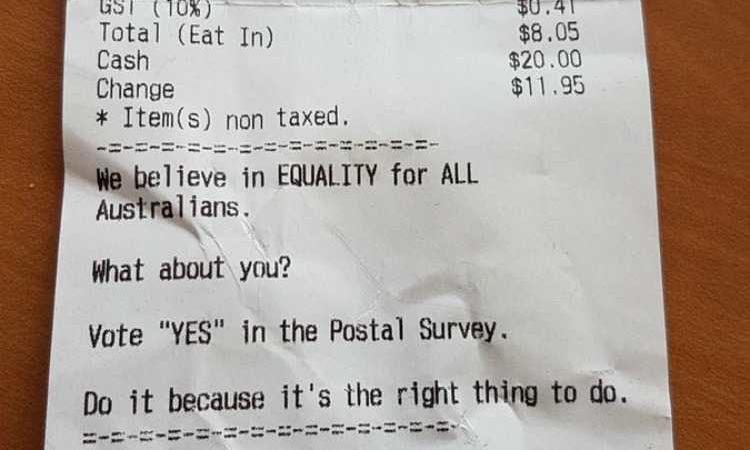 GST (10%) $0.41
Total (Eat In) $8.05
Cash $20.00
Change $11.95
* Item(s) non taxed.
-=-=-=-=-=-=-=-=-=-=-=-=-
We believe in EQUALITY for ALL
Australians.
What about you?
Vote "YES" in the Postal Survey.
Do it because it's the right thing to do.
=-=-=-=-=-=-=-=-=-=-=-=-=-